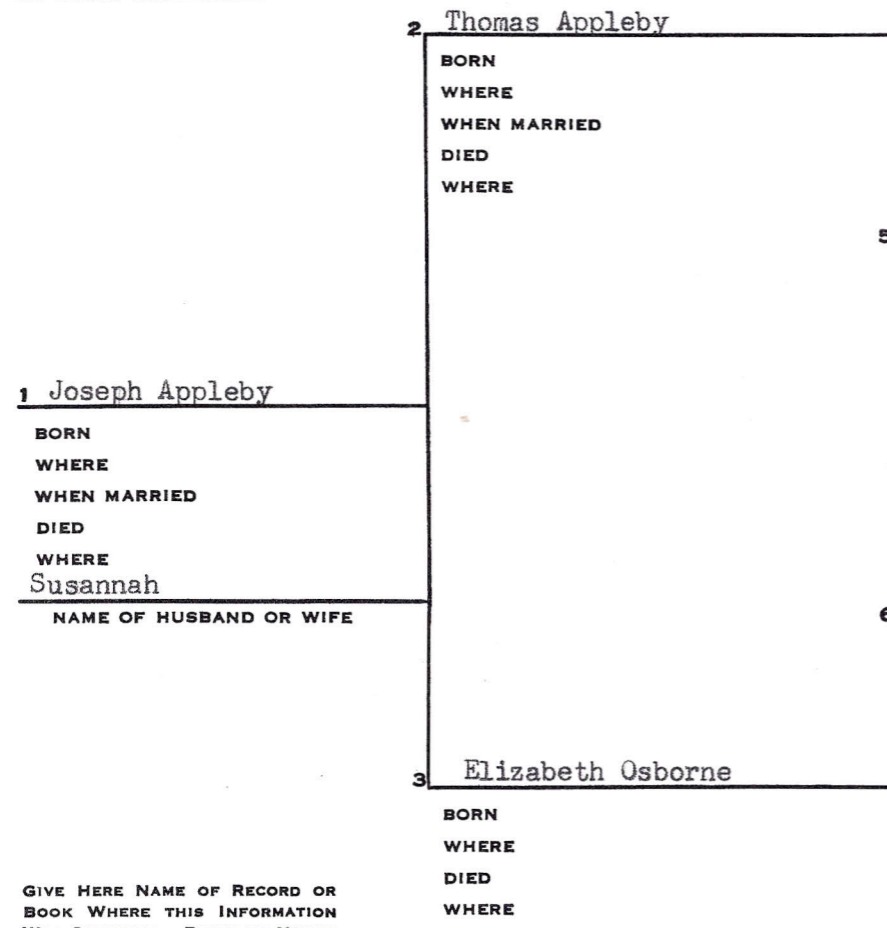 2 Thomas Appleby
BORN
WHERE
WHEN MARRIED
DIED
WHERE
5
1 Joseph Appleby
BORN
WHERE
WHEN MARRIED
DIED
WHERE
Susannah
NAME OF HUSBAND OR WIFE
6
3 Elizabeth Osborne
BORN
WHERE
DIED
WHERE
GIVE HERE NAME OF RECORD OR
BOOK WHERE THIS INFORMATION